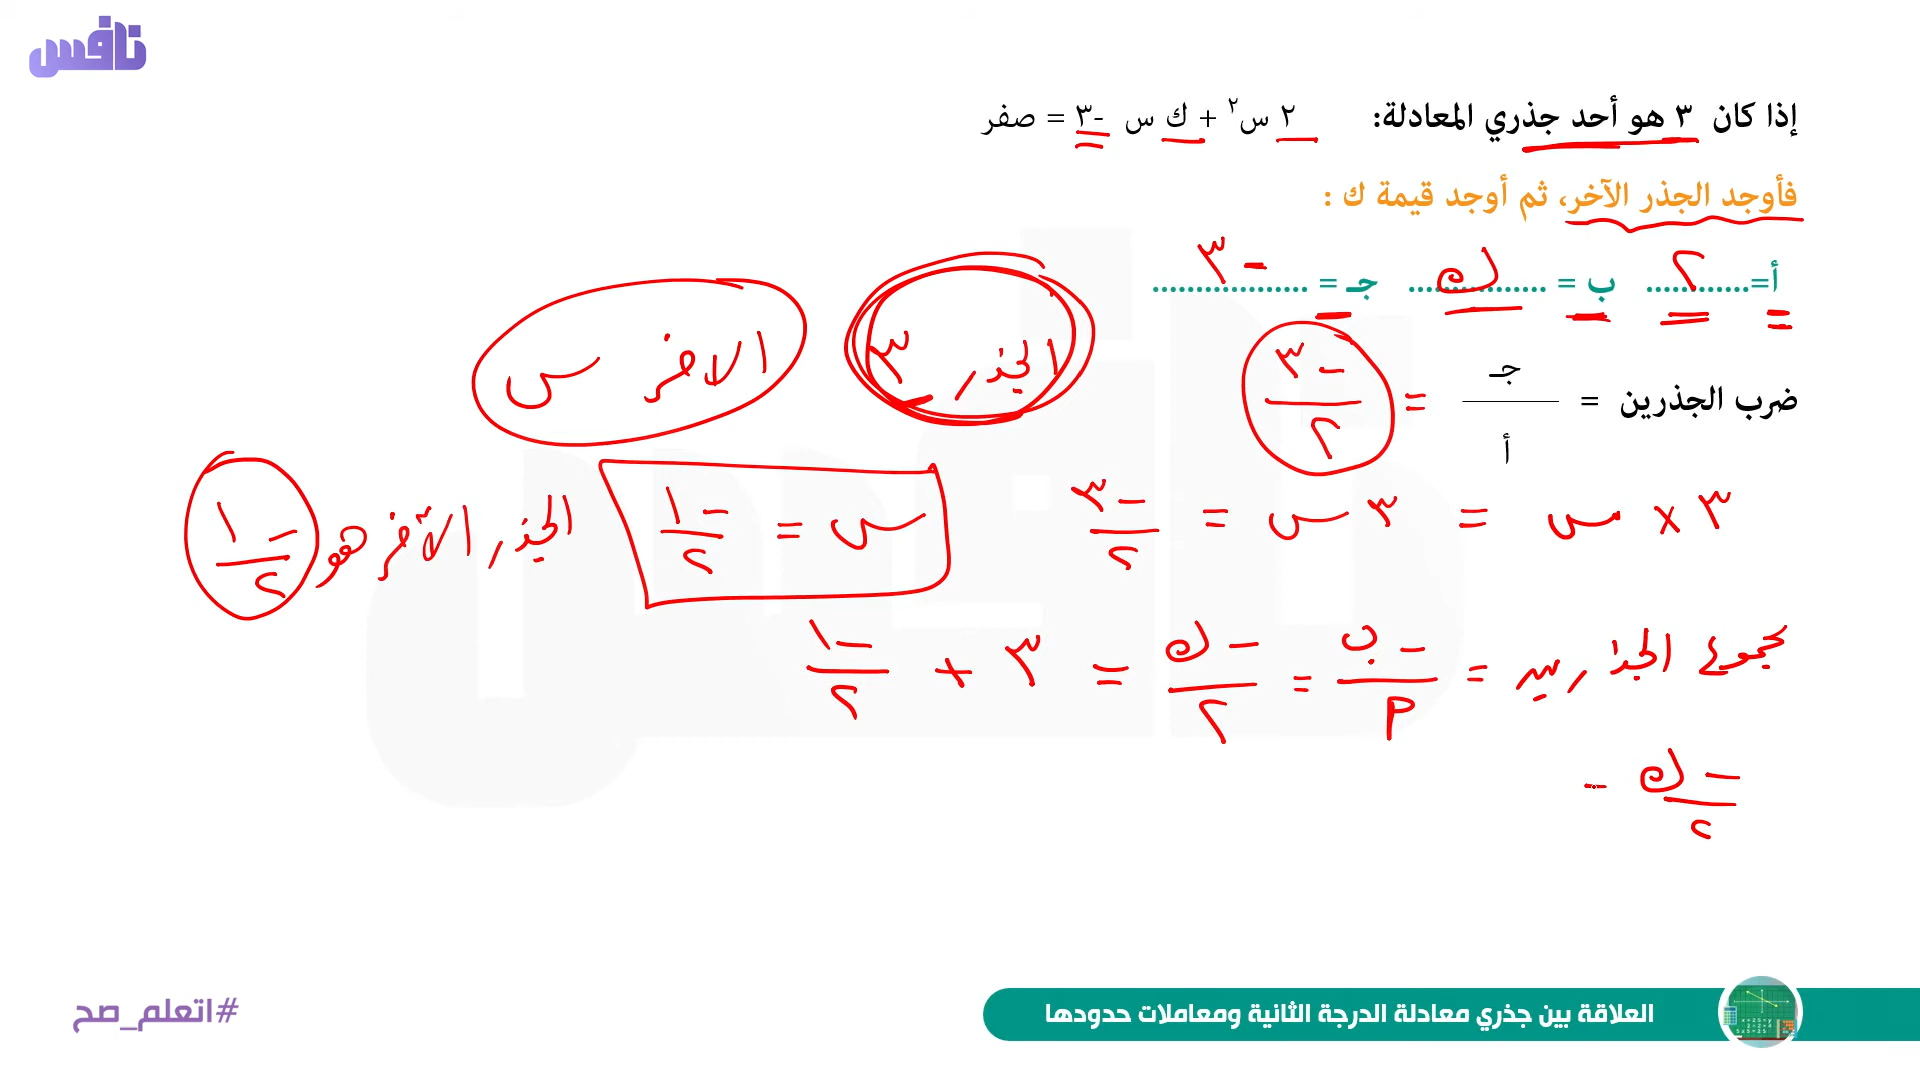 نافس
إذا كان ٣ هو أحد جذري المعادلة: ٢ س٢ + ك س -٣ = صفر
فأوجد الجذر الآخر، ثم أوجد قيمة ك :
أ= ٢ ب = ك جـ = -٣
الجذر ٣ الاخر س
ضرب الجذرين = جـ / أ = -٣ / ٢
٣ × س = ٣ س = -٣ / ٢ س = -١ / ٢ الجذر الآخر هو -١ / ٢
مجموع الجذرين = -ب / أ = -ك / ٢ = ٣ + -١ / ٢
-ك / ٢ -
العلاقة بين جذري معادلة الدرجة الثانية ومعاملات حدودها
#اتعلم_صح